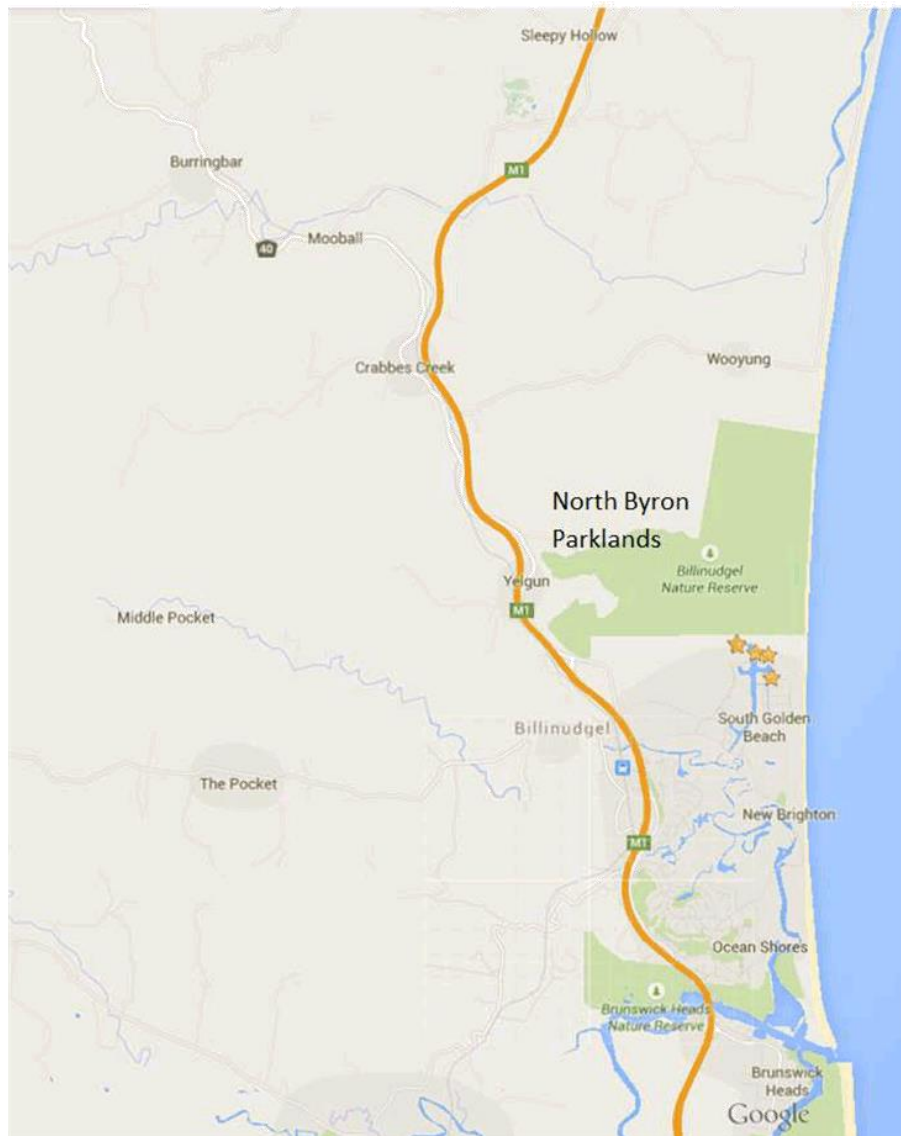 Sleepy Hollow
M1
Burringbar
Mooball
40
Wooyung
Crabbes Creek
North Byron
Parklands
Billinudgel
Nature Reserve
Yelgun
M1
Middle Pocket
South Golden
Beach
Billinudgel
The Pocket
New Brighton
M1
Ocean Shores
Brunswick Heads
Nature Reserve
Brunswick
Heads
Google